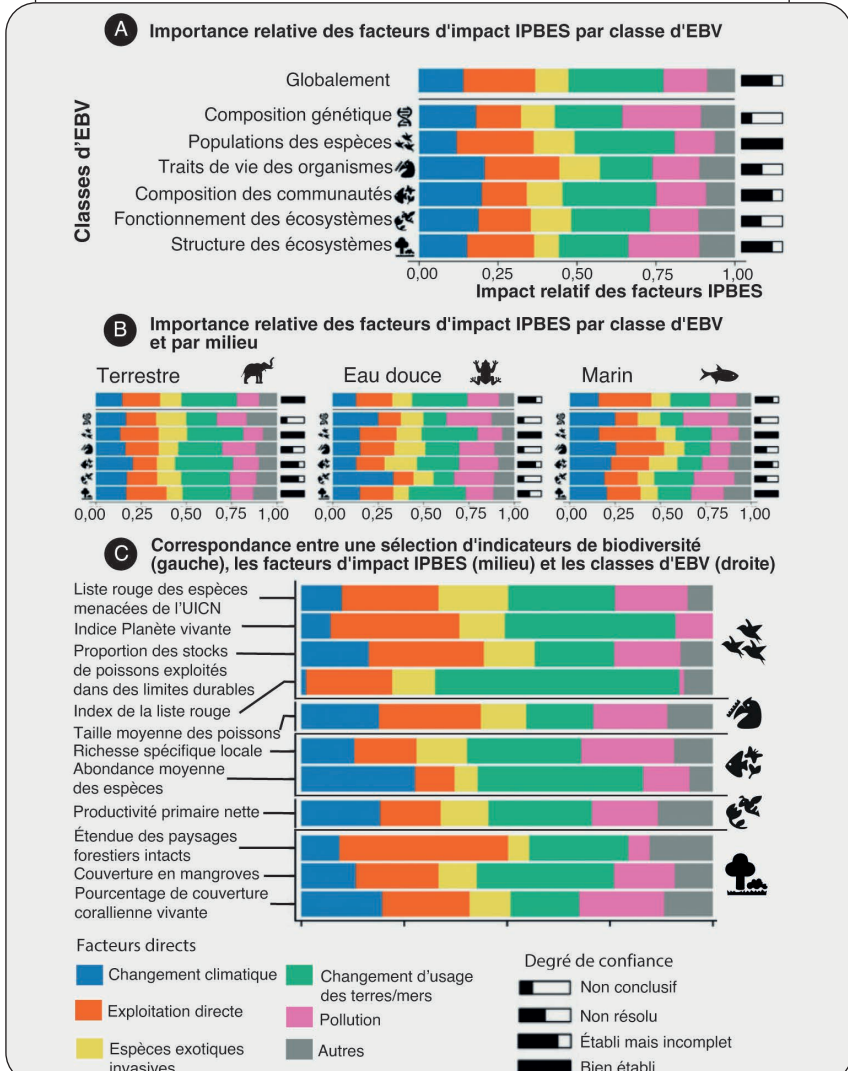 A Importance relative des facteurs d'impact IPBES par classe d'EBV
Classes d’EBV
Globalement
Composition génétique
Populations des espèces
Traits de vie des organismes
Composition des communautés
Fonctionnement des écosystèmes
Structure des écosystèmes
0,00 0,25 0,50 0,75 1,00
Impact relatif des facteurs IPBES
B Importance relative des facteurs d'impact IPBES par classe d'EBV
et par milieu
Terrestre Eau douce Marin
0,00 0,25 0,50 0,75 1,00 0,00 0,25 0,50 0,75 1,00 0,00 0,25 0,50 0,75 1,00
C Correspondance entre une sélection d'indicateurs de biodiversité
(gauche), les facteurs d'impact IPBES (milieu) et les classes d'EBV (droite)
Liste rouge des espèces
menacées de l’UICN
Indice Planète vivante
Proportion des stocks
de poissons exploités
dans des limites durables
Index de la liste rouge
Taille moyenne des poissons
Richesse spécifique locale
Abondance moyenne
des espèces
Productivité primaire nette
Étendue des paysages
forestiers intacts
Couverture en mangroves
Pourcentage de couverture
corallienne vivante
Facteurs directs
Changement climatique
Exploitation directe
Espèces exotiques
invasives
Changement d’usage
des terres/mers
Pollution
Autres
Degré de confiance
Non conclusif
Non résolu
Établi mais incomplet
Bien établi